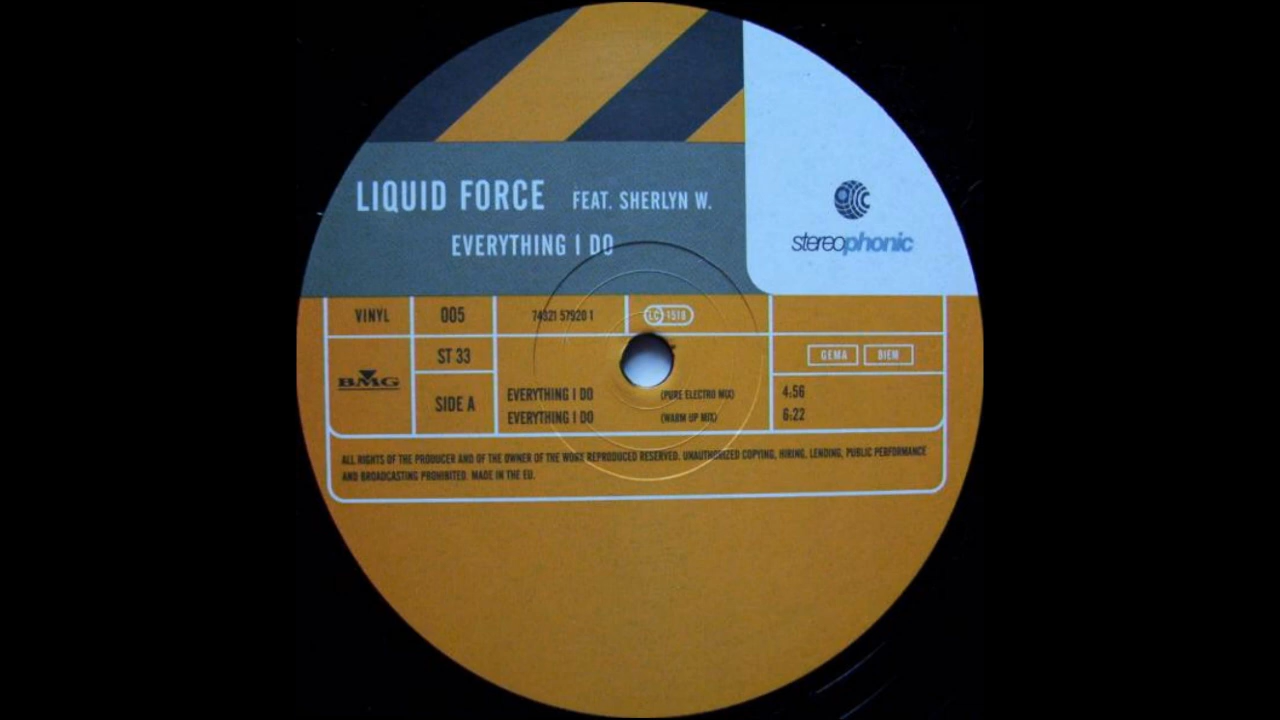 LIQUID FORCE FEAT. SHERLYN W.
EVERYTHING I DO
stereophonic
VINYL 005 74321 57920 1 LC 1518
BMG ST 33 GEMA BIEM
SIDE A EVERYTHING I DO (PURE ELECTRO MIX) 4:56
EVERYTHING I DO (WARM UP MIX) 6:22
ALL RIGHTS OF THE PRODUCER AND OF THE OWNER OF THE WORK REPRODUCED RESERVED. UNAUTHORIZED COPYING, HIRING, LENDING, PUBLIC PERFORMANCE
AND BROADCASTING PROHIBITED. MADE IN THE EU.